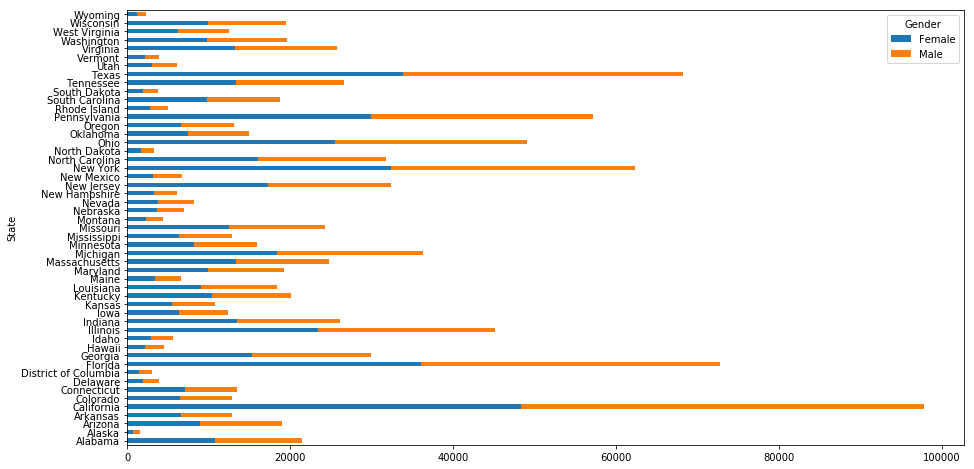 Gender
Female
Male
State
Wyoming
Wisconsin
West Virginia
Washington
Virginia
Vermont
Utah
Texas
Tennessee
South Dakota
South Carolina
Rhode Island
Pennsylvania
Oregon
Oklahoma
Ohio
North Dakota
North Carolina
New York
New Mexico
New Jersey
New Hampshire
Nevada
Nebraska
Montana
Missouri
Mississippi
Minnesota
Michigan
Massachusetts
Maryland
Maine
Louisiana
Kentucky
Kansas
Iowa
Indiana
Illinois
Idaho
Hawaii
Georgia
Florida
District of Columbia
Delaware
Connecticut
Colorado
California
Arkansas
Arizona
Alaska
Alabama
0 20000 40000 60000 80000 100000